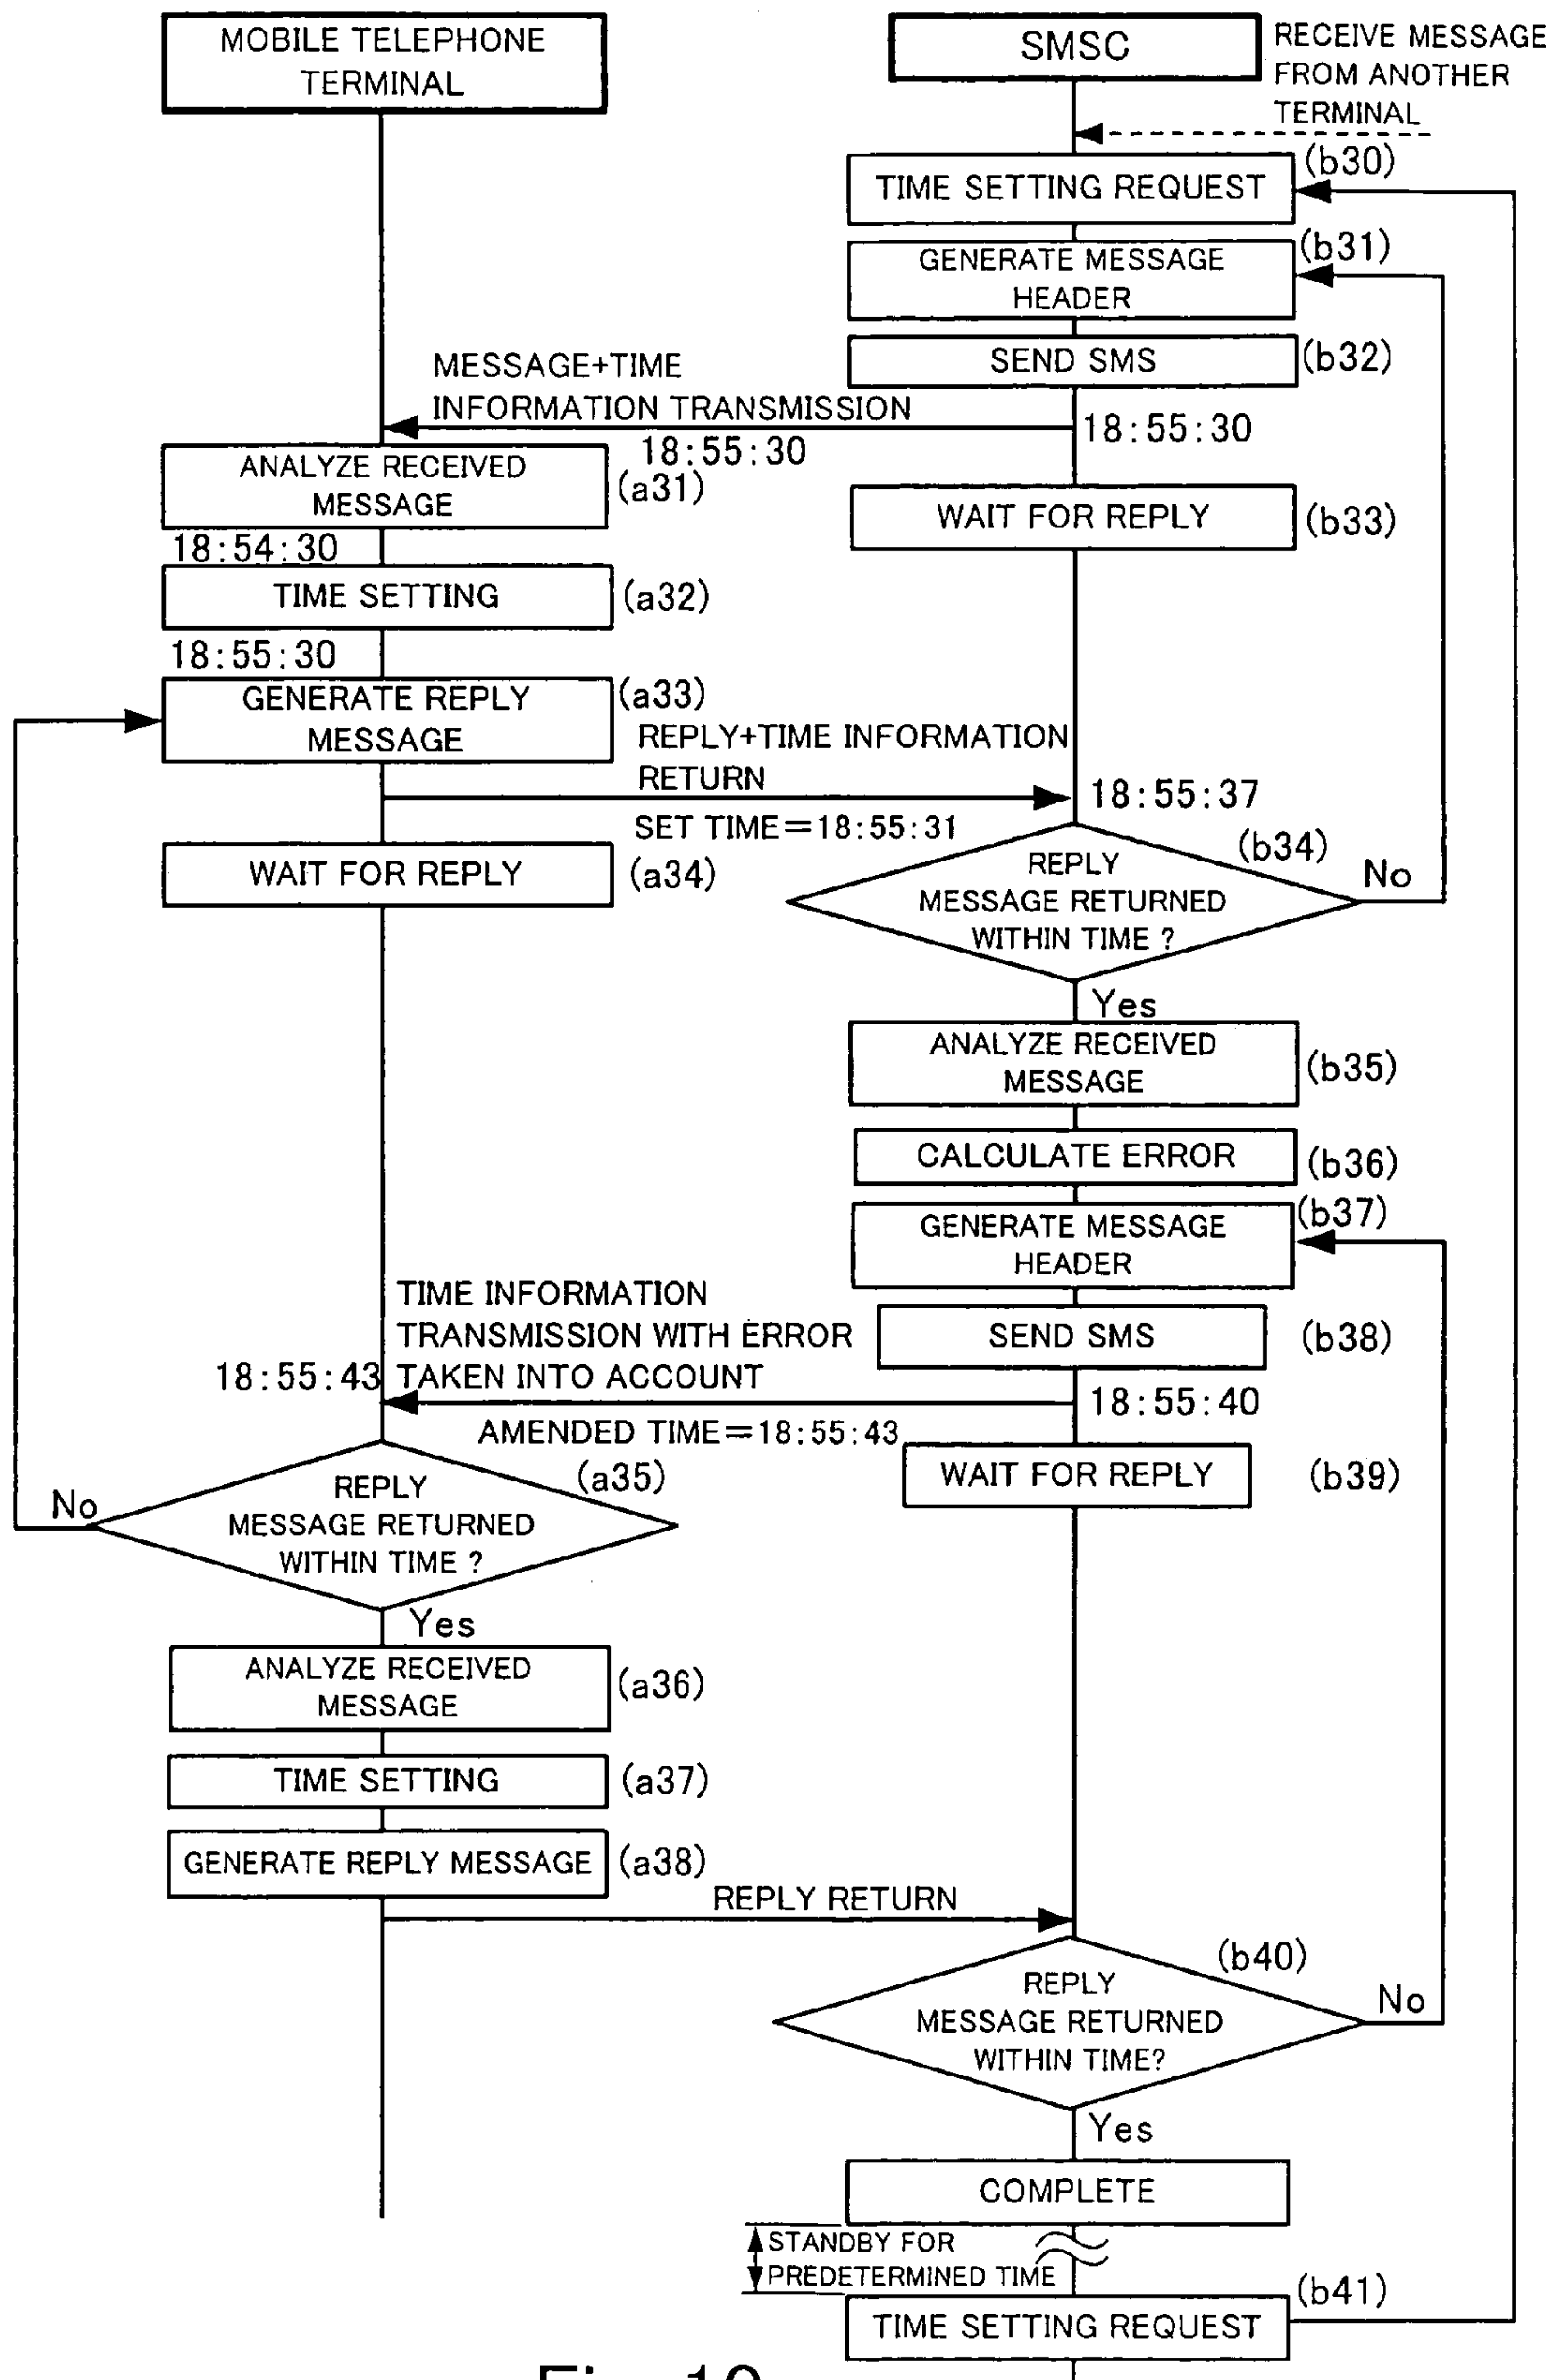 MOBILE TELEPHONE
TERMINAL
SMSC
RECEIVE MESSAGE
FROM ANOTHER
TERMINAL
(b30)
TIME SETTING REQUEST
(b31)
GENERATE MESSAGE
HEADER
SEND SMS
(b32)
MESSAGE+TIME
INFORMATION TRANSMISSION
18:55:30
18:55:30
ANALYZE RECEIVED
MESSAGE
(a31)
WAIT FOR REPLY
(b33)
18:54:30
TIME SETTING
(a32)
18:55:30
GENERATE REPLY
MESSAGE
(a33)
REPLY+TIME INFORMATION
RETURN
18:55:37
SET TIME=18:55:31
WAIT FOR REPLY
(a34)
(b34)
REPLY
MESSAGE RETURNED
WITHIN TIME ?
No
Yes
ANALYZE RECEIVED
MESSAGE
(b35)
CALCULATE ERROR
(b36)
(b37)
GENERATE MESSAGE
HEADER
TIME INFORMATION
TRANSMISSION WITH ERROR
TAKEN INTO ACCOUNT
SEND SMS
(b38)
18:55:43
18:55:40
AMENDED TIME=18:55:43
WAIT FOR REPLY
(b39)
(a35)
REPLY
MESSAGE RETURNED
WITHIN TIME ?
No
Yes
ANALYZE RECEIVED
MESSAGE
(a36)
TIME SETTING
(a37)
GENERATE REPLY MESSAGE
(a38)
REPLY RETURN
(b40)
REPLY
MESSAGE RETURNED
WITHIN TIME?
No
Yes
COMPLETE
STANDBY FOR
PREDETERMINED TIME
(b41)
TIME SETTING REQUEST